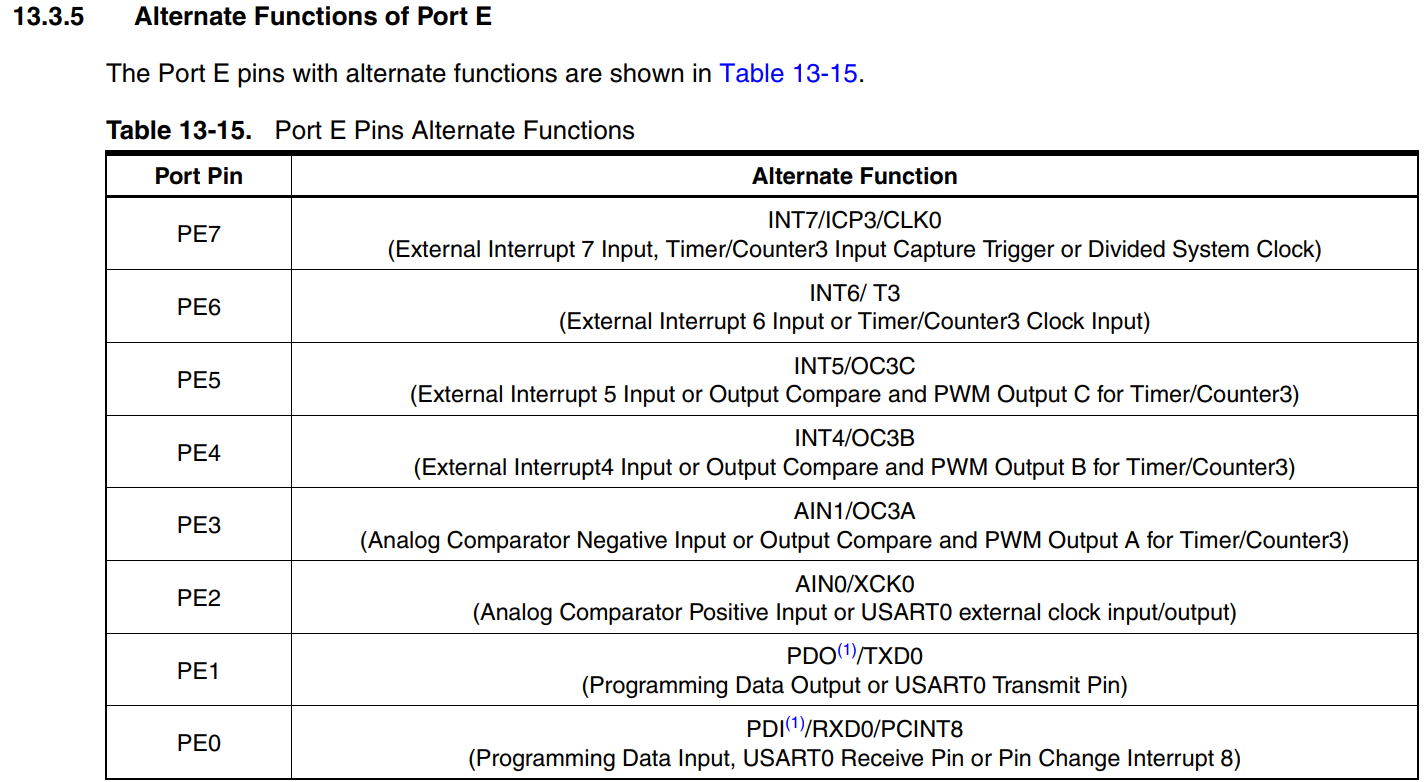 13.3.5 Alternate Functions of Port E
The Port E pins with alternate functions are shown in Table 13-15.
Table 13-15. Port E Pins Alternate Functions
Port Pin Alternate Function
PE7 INT7/ICP3/CLK0
(External Interrupt 7 Input, Timer/Counter3 Input Capture Trigger or Divided System Clock)
PE6 INT6/ T3
(External Interrupt 6 Input or Timer/Counter3 Clock Input)
PE5 INT5/OC3C
(External Interrupt 5 Input or Output Compare and PWM Output C for Timer/Counter3)
PE4 INT4/OC3B
(External Interrupt4 Input or Output Compare and PWM Output B for Timer/Counter3)
PE3 AIN1/OC3A
(Analog Comparator Negative Input or Output Compare and PWM Output A for Timer/Counter3)
PE2 AIN0/XCK0
(Analog Comparator Positive Input or USART0 external clock input/output)
PE1 PDO(1)/TXD0
(Programming Data Output or USART0 Transmit Pin)
PE0 PDI(1)/RXD0/PCINT8
(Programming Data Input, USART0 Receive Pin or Pin Change Interrupt 8)